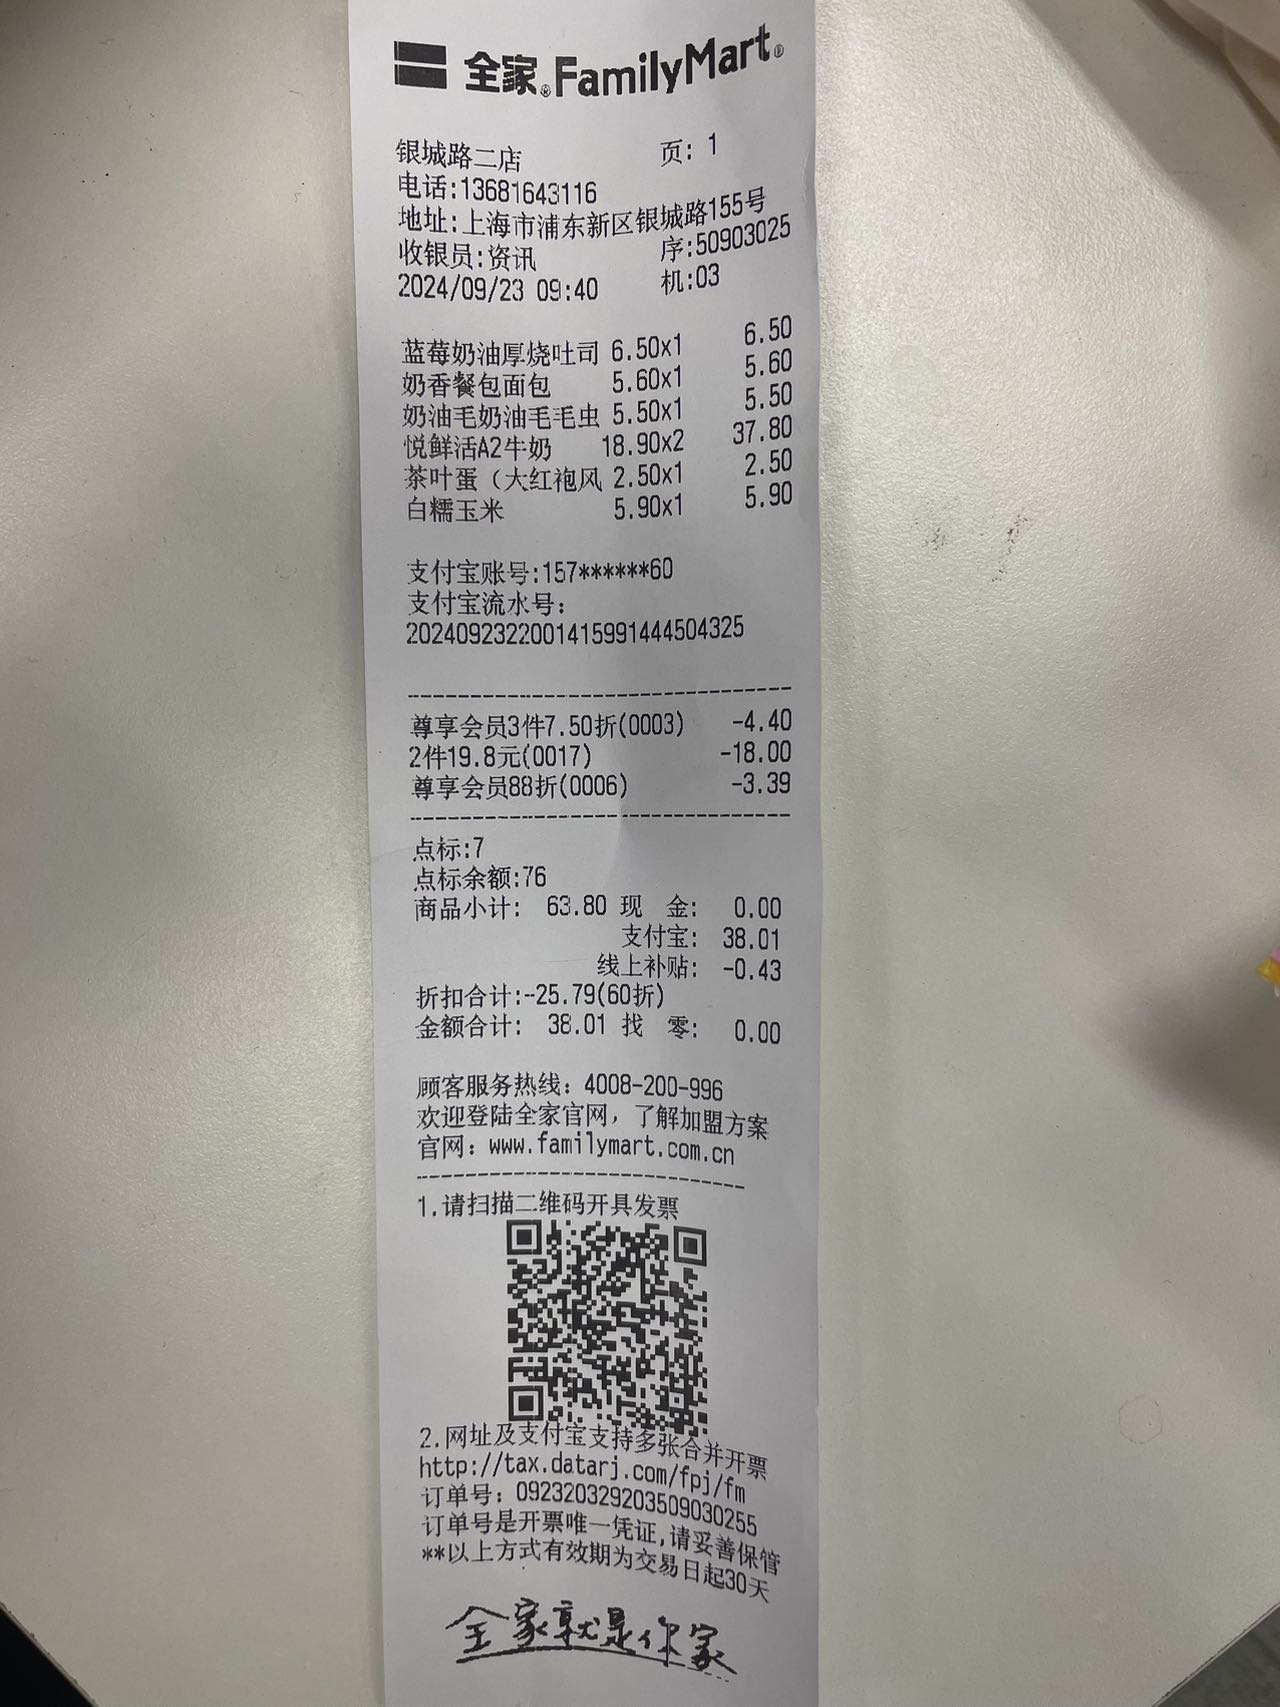 全家®FamilyMart®
银城路二店 页: 1
电话:13681643116
地址:上海市浦东新区银城路155号
收银员:资讯 序:50903025
2024/09/23 09:40 机:03
蓝莓奶油厚烧吐司 6.50x1 6.50
奶香餐包面包 5.60x1 5.60
奶油毛奶油毛毛虫 5.50x1 5.50
悦鲜活A2牛奶 18.90x2 37.80
茶叶蛋（大红袍风 2.50x1 2.50
白糯玉米 5.90x1 5.90
支付宝账号:157******60
支付宝流水号:
2024092322001415991444504325
尊享会员3件7.50折(0003) -4.40
2件19.8元(0017) -18.00
尊享会员88折(0006) -3.39
点标:7
点标余额:76
商品小计: 63.80 现 金: 0.00
支付宝: 38.01
线上补贴: -0.43
折扣合计:-25.79(60折)
金额合计: 38.01 找 零: 0.00
顾客服务热线: 4008-200-996
欢迎登陆全家官网, 了解加盟方案
官网: www.familymart.com.cn
1.请扫描二维码开具发票
2.网址及支付宝支持多张合并开票
http://tax.datarj.com/fpj/fm
订单号: 0923203292035090302​55
订单号是开票唯一凭证,请妥善保管
**以上方式有效期为交易日起30天
全家就是你家